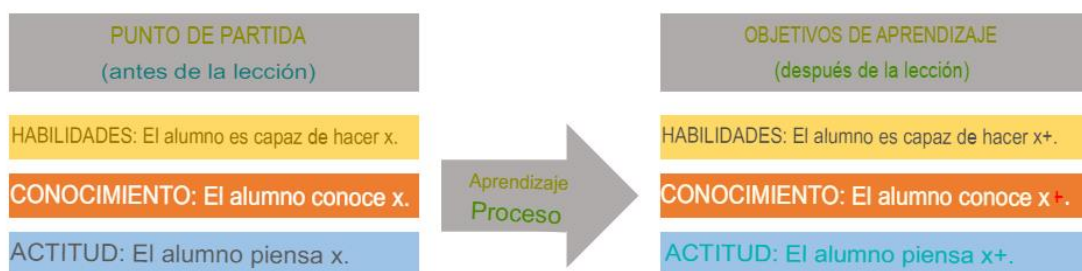 PUNTO DE PARTIDA
(antes de la lección)
HABILIDADES: El alumno es capaz de hacer x.
CONOCIMIENTO: El alumno conoce x.
ACTITUD: El alumno piensa x.
Aprendizaje
Proceso
OBJETIVOS DE APRENDIZAJE
(después de la lección)
HABILIDADES: El alumno es capaz de hacer x+.
CONOCIMIENTO: El alumno conoce x+.
ACTITUD: El alumno piensa x+.